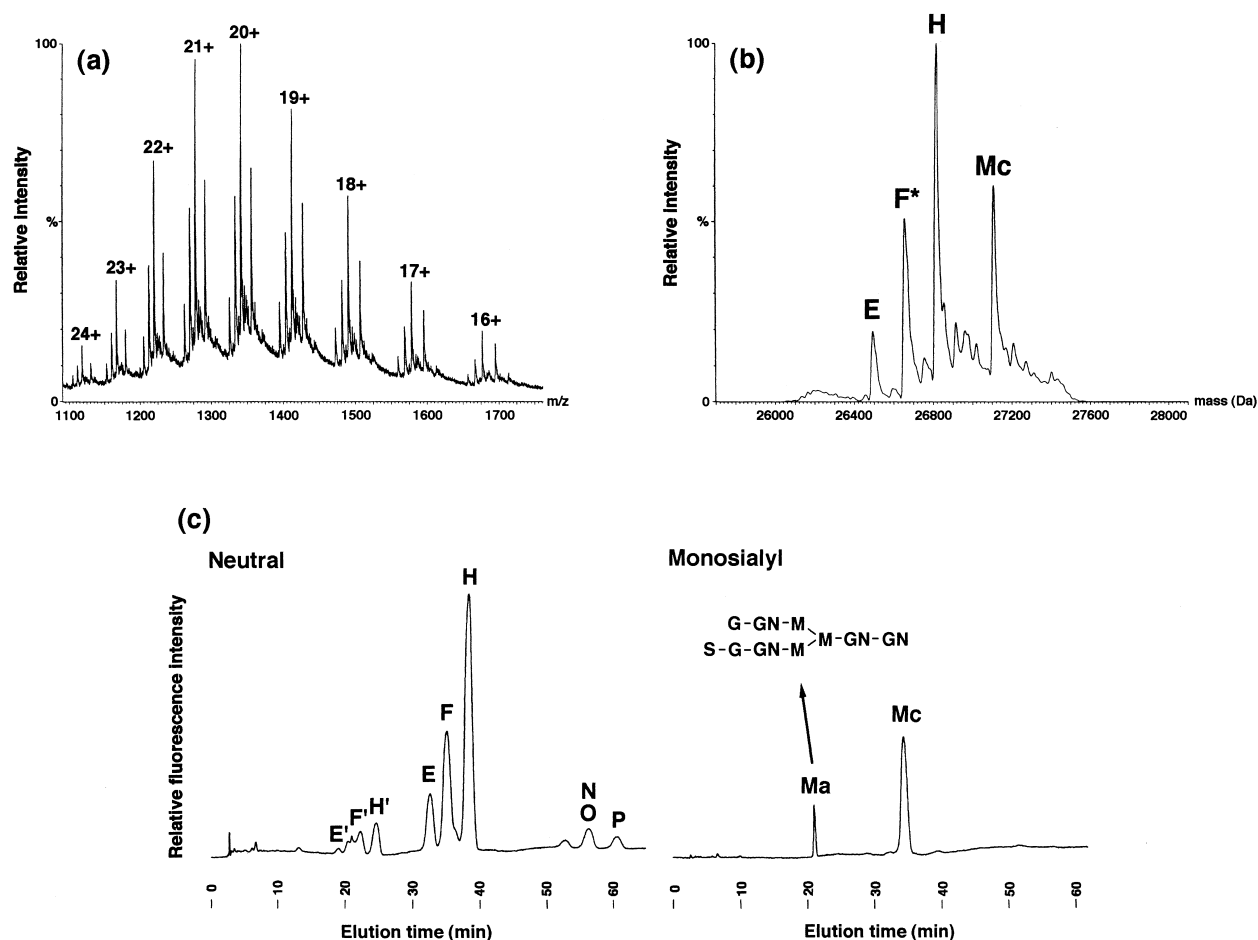 (a)
Relative Intensity
100
%
0
24+
23+
22+
21+
20+
19+
18+
17+
16+
1100 1200 1300 1400 1500 1600 1700 m/z
(b)
Relative Intensity
100
%
0
E
F*
H
Mc
26000 26400 26800 27200 27600 28000 mass (Da)
(c)
Neutral
Relative fluorescence intensity
E'
F'
H'
E
F
H
N
O
P
0 10 20 30 40 50 60
Elution time (min)
Monosialyl
G-GN-M
M-GN-GN
S-G-GN-M
Ma
Mc
0 10 20 30 40 50 60
Elution time (min)